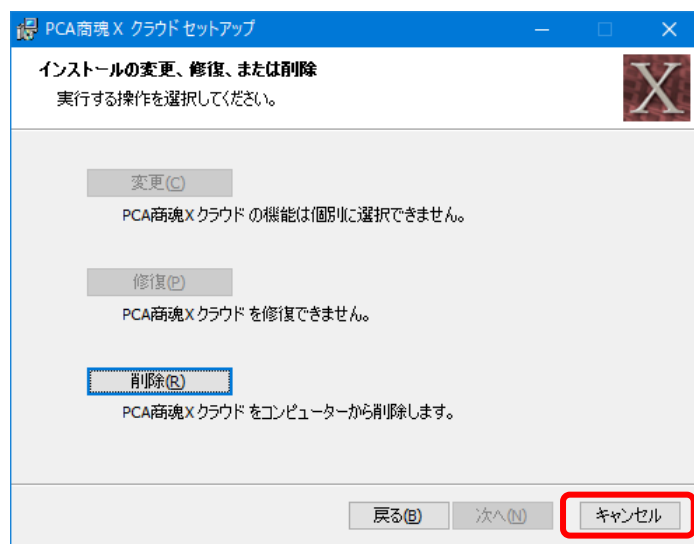 PCA商魂X クラウド セットアップ
インストールの変更、修復、または削除
実行する操作を選択してください。
X
変更(C)
PCA商魂X クラウド の機能は個別に選択できません。
修復(P)
PCA商魂X クラウド を修復できません。
削除(R)
PCA商魂X クラウド をコンピューターから削除します。
戻る(B) 次へ(N) キャンセル